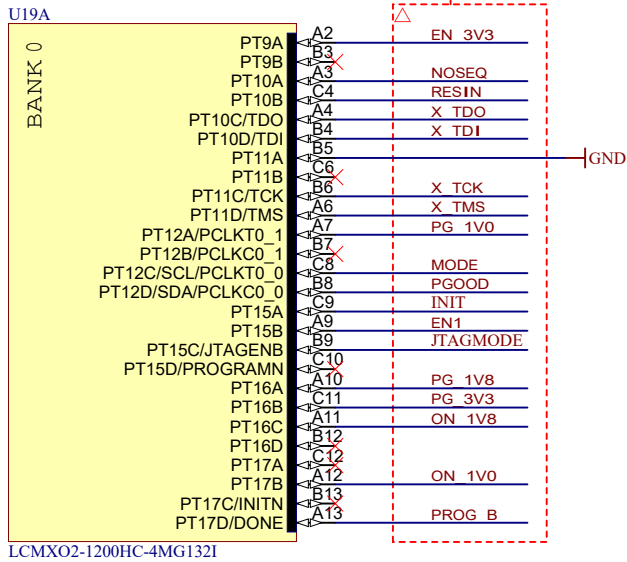 U19A
BANK 0
PT9A A2 EN_3V3
PT9B B3
PT10A A3 NOSEQ
PT10B C4 RESIN
PT10C/TDO A4 X_TDO
PT10D/TDI B4 X_TDI
PT11A B5 GND
PT11B C6
PT11C/TCK B6 X_TCK
PT11D/TMS A6 X_TMS
PT12A/PCLKT0_1 A7 PG_1V0
PT12B/PCLKC0_1 B7
PT12C/SCL/PCLKT0_0 C8 MODE
PT12D/SDA/PCLKC0_0 B8 PGOOD
PT15A C9 INIT
PT15B A9 EN1
PT15C/JTAGENB B9 JTAGMODE
PT15D/PROGRAMN C10
PT16A A10 PG_1V8
PT16B C11 PG_3V3
PT16C A11 ON_1V8
PT16D B12
PT17A C12
PT17B A12 ON_1V0
PT17C/INITN B13
PT17D/DONE A13 PROG_B
LCMXO2-1200HC-4MG132I